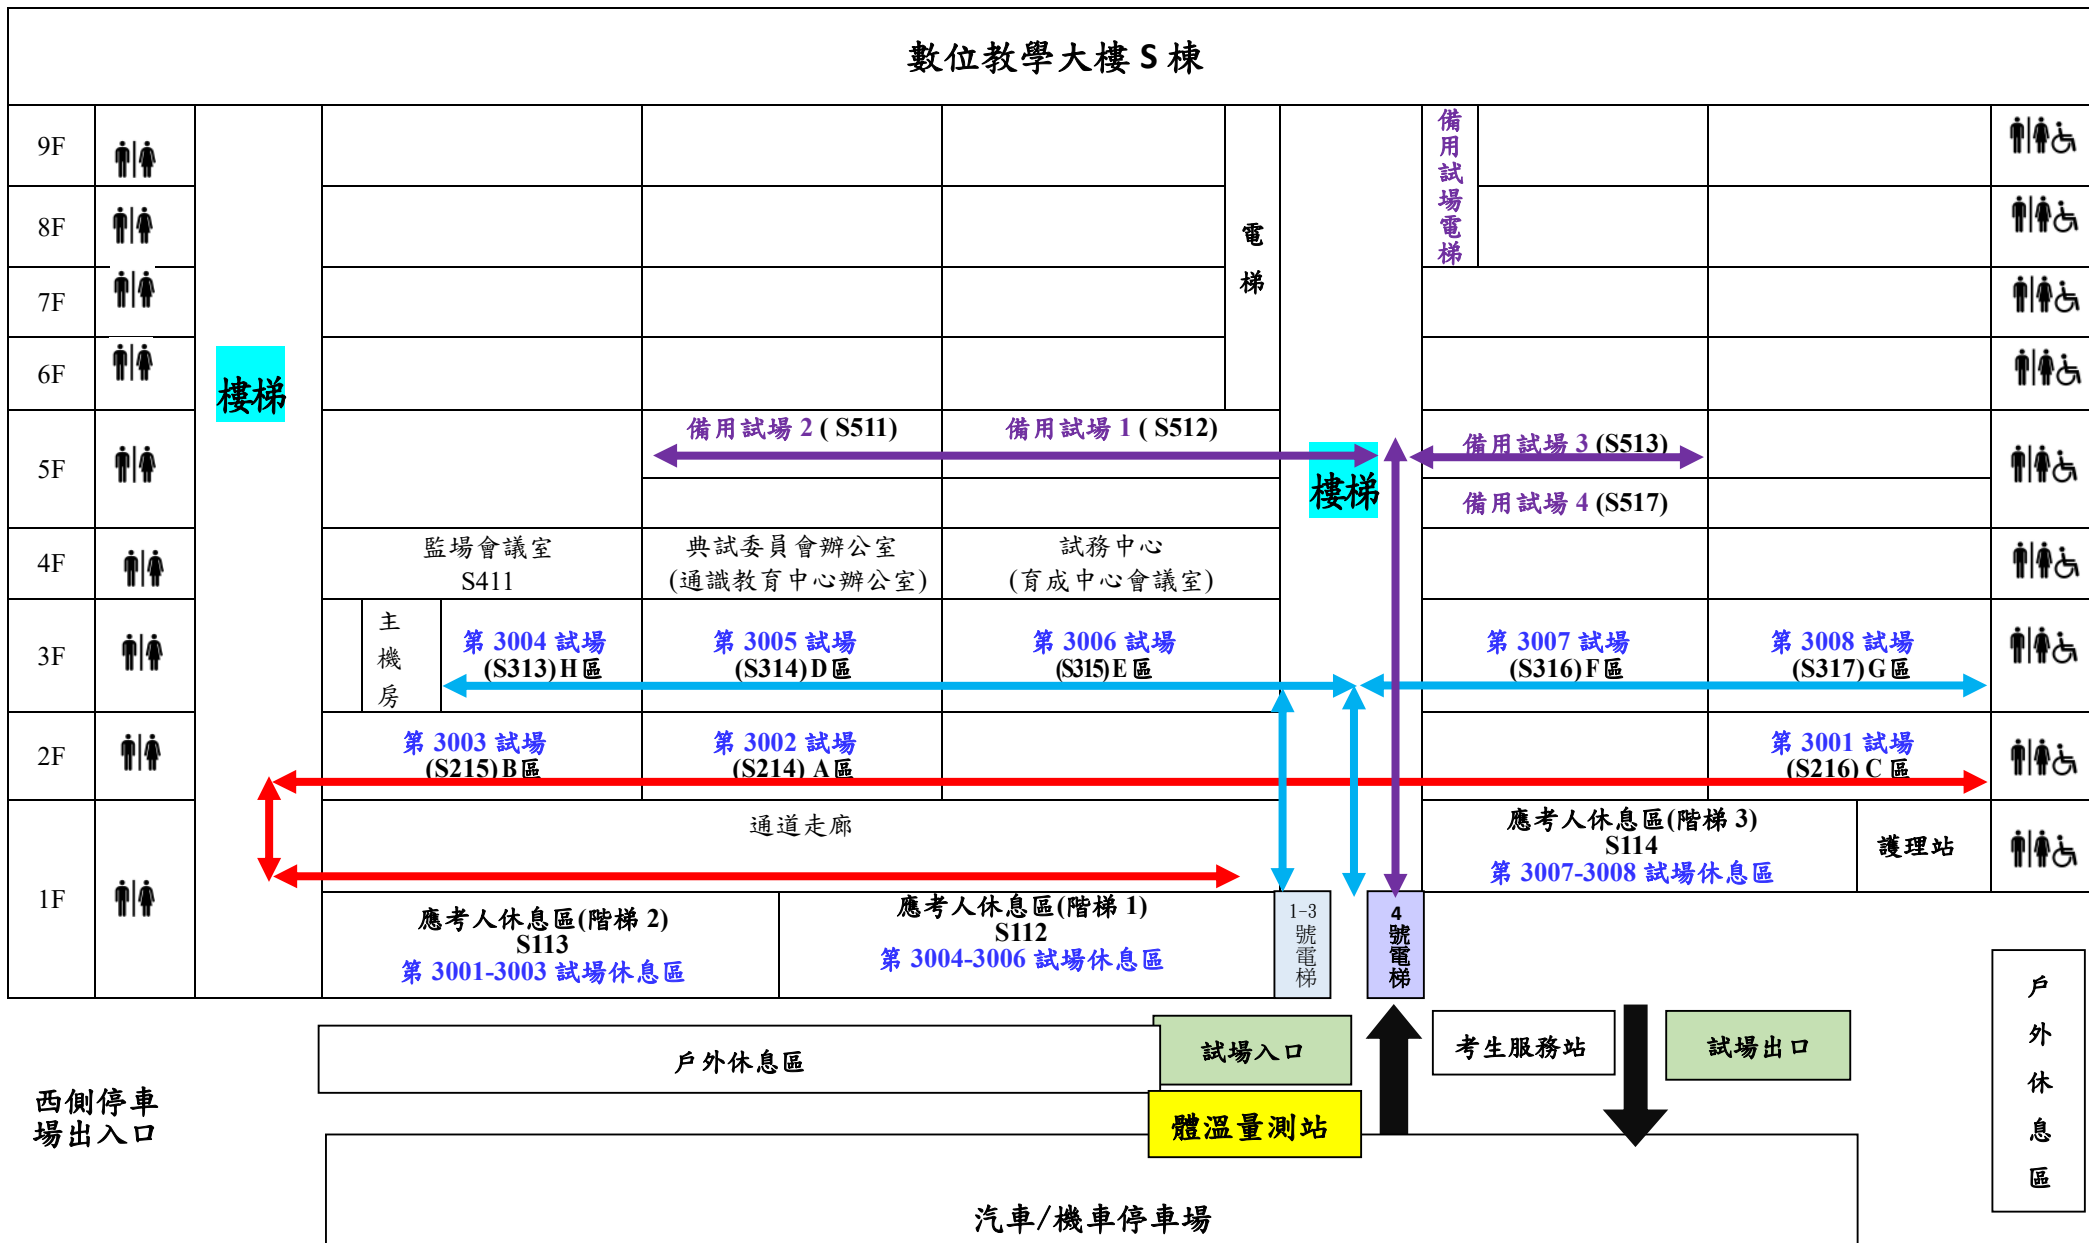 數位教學大樓 S 棟
9F
8F
7F
6F
5F
4F
3F
2F
1F
樓梯
電梯
備用試場電梯
樓梯
備用試場 2 ( S511)
備用試場 1 ( S512)
備用試場 3 (S513)
備用試場 4 (S517)
監場會議室
S411
典試委員會辦公室
(通識教育中心辦公室)
試務中心
(育成中心會議室)
主機房
第 3004 試場
(S313)H區
第 3005 試場
(S314)D區
第 3006 試場
(S315)E區
第 3007 試場
(S316)F區
第 3008 試場
(S317)G區
第 3003 試場
(S215)B區
第 3002 試場
(S214) A區
第 3001 試場
(S216) C 區
通道走廊
應考人休息區(階梯 3)
S114
第 3007-3008 試場休息區
護理站
應考人休息區(階梯 2)
S113
第 3001-3003 試場休息區
應考人休息區(階梯 1)
S112
第 3004-3006 試場休息區
1-3號電梯
4號電梯
戶外休息區
試場入口
考生服務站
試場出口
戶外休息區
西側停車
場出入口
體溫量測站
汽車/機車停車場